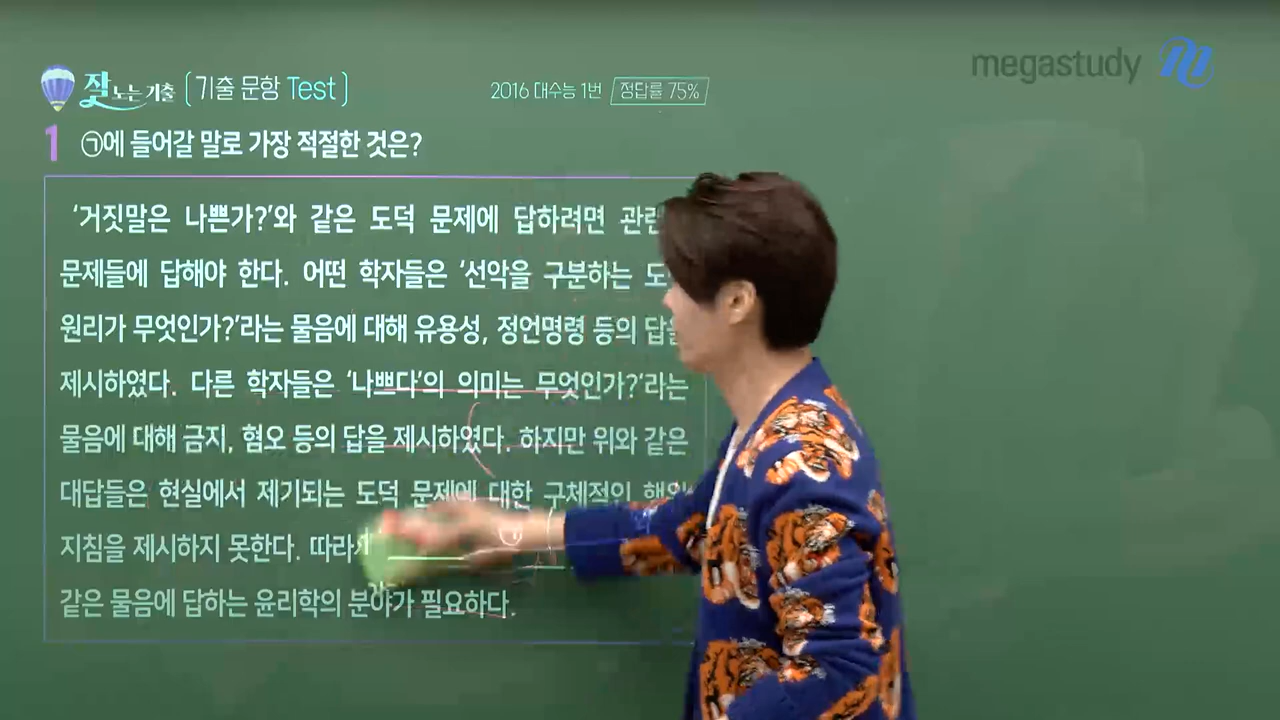 megastudy
잘 노는 기출 [기출 문항 Test]
2016 대수능 1번 정답률 75%
1 ㉠에 들어갈 말로 가장 적절한 것은?
‘거짓말은 나쁜가?’와 같은 도덕 문제에 답하려면
문제들에 답해야 한다. 어떤 학자들은 ‘선악을 구분하는
원리가 무엇인가?’라는 물음에 대해 유용성, 정언명령 등의 답을
제시하였다. 다른 학자들은 ‘나쁘다’의 의미는 무엇인가?’라는
물음에 대해 금지, 혐오 등의 답을 제시하였다. 하지만 위와 같은
대답들은 현실에서 제기되는 도덕 문제에 대한 구체적인
지침을 제시하지 못한다. 따라서 ㉠
같은 물음에 답하는 윤리학의 분야가 필요하다.